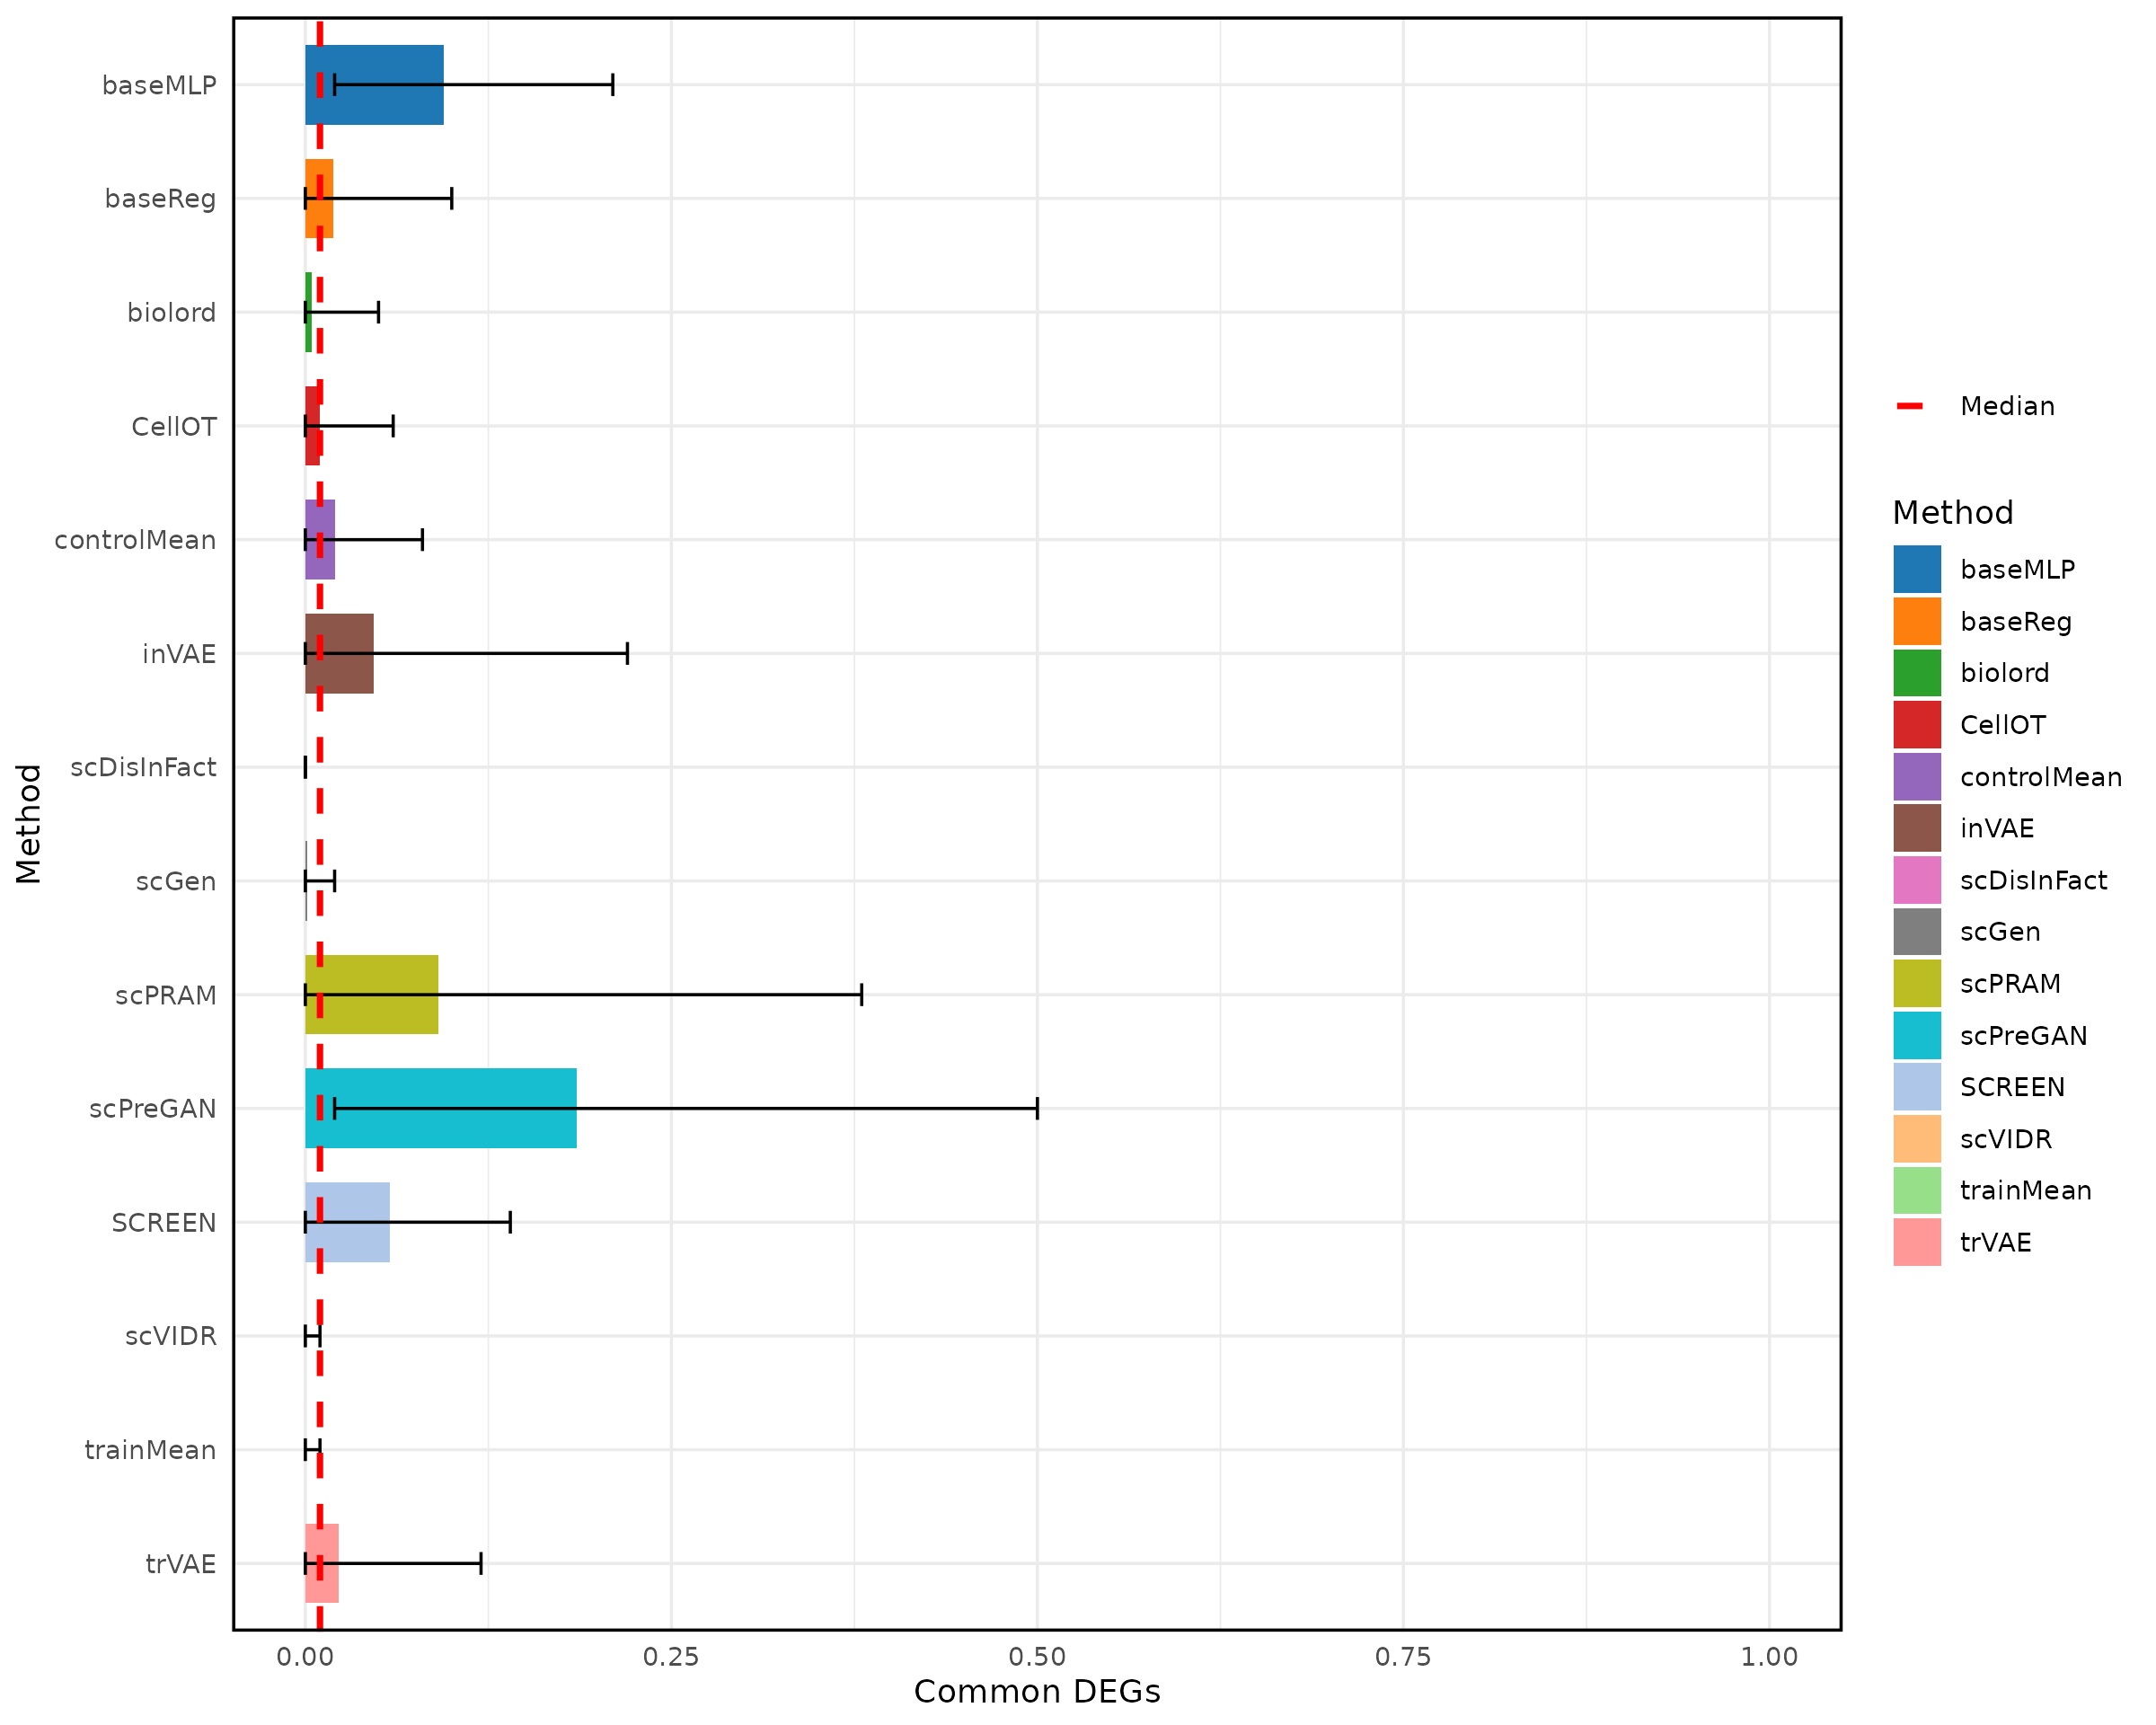 baseMLP
baseReg
biolord
CellOT
controlMean
inVAE
scDisInFact
scGen
scPRAM
scPreGAN
SCREEN
scVIDR
trainMean
trVAE
Method
0.00 0.25 0.50 0.75 1.00
Common DEGs
Median
Method
baseMLP
baseReg
biolord
CellOT
controlMean
inVAE
scDisInFact
scGen
scPRAM
scPreGAN
SCREEN
scVIDR
trainMean
trVAE